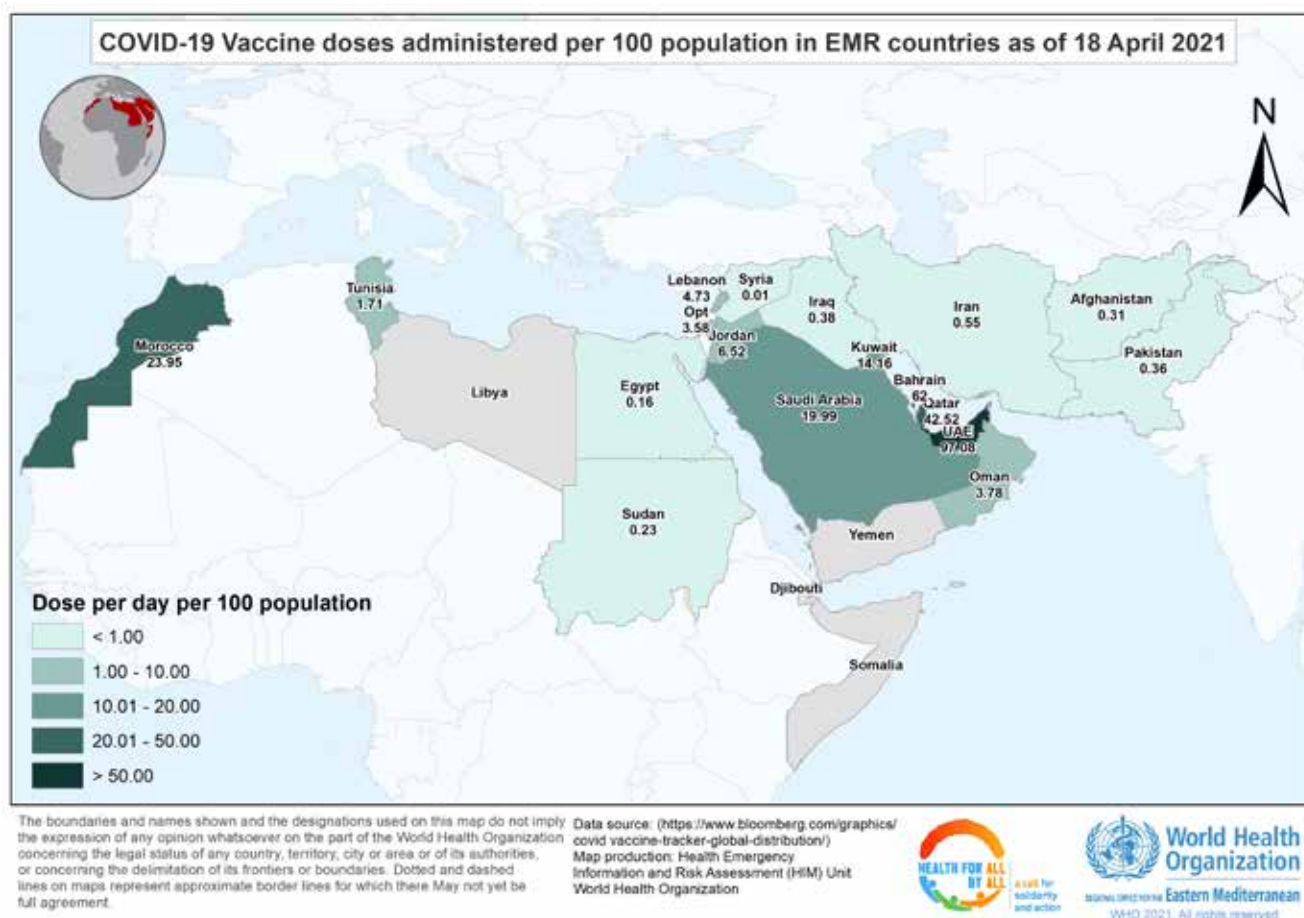 COVID-19 Vaccine doses administered per 100 population in EMR countries as of 18 April 2021
N
Tunisia
1.71
Morocco
23.95
Libya
Egypt
0.16
Sudan
0.23
Lebanon
4.73
Opt
3.58
Jordan
6.52
Syria
0.01
Iraq
0.38
Iran
0.55
Afghanistan
0.31
Pakistan
0.36
Kuwait
14.16
Bahrain
62
Qatar
42.52
UAE
97.08
Saudi Arabia
19.99
Oman
3.78
Yemen
Djibouti
Somalia
Dose per day per 100 population
< 1.00
1.00 - 10.00
10.01 - 20.00
20.01 - 50.00
> 50.00
The boundaries and names shown and the designations used on this map do not imply
the expression of any opinion whatsoever on the part of the World Health Organization
concerning the legal status of any country, territory, city or area or of its authorities,
or concerning the delimitation of its frontiers or boundaries. Dotted and dashed
lines on maps represent approximate border lines for which there May not yet be
full agreement.
Data source: (https://www.bloomberg.com/graphics/
covid vaccine-tracker-global-distribution/)
Map production: Health Emergency
Information and Risk Assessment (HIM) Unit
World Health Organization
HEALTH FOR ALL
BY ALL
a call for
solidarity
and action
World Health
Organization
REGIONAL OFFICE FOR THE Eastern Mediterranean
WHO 2021. All rights reserved